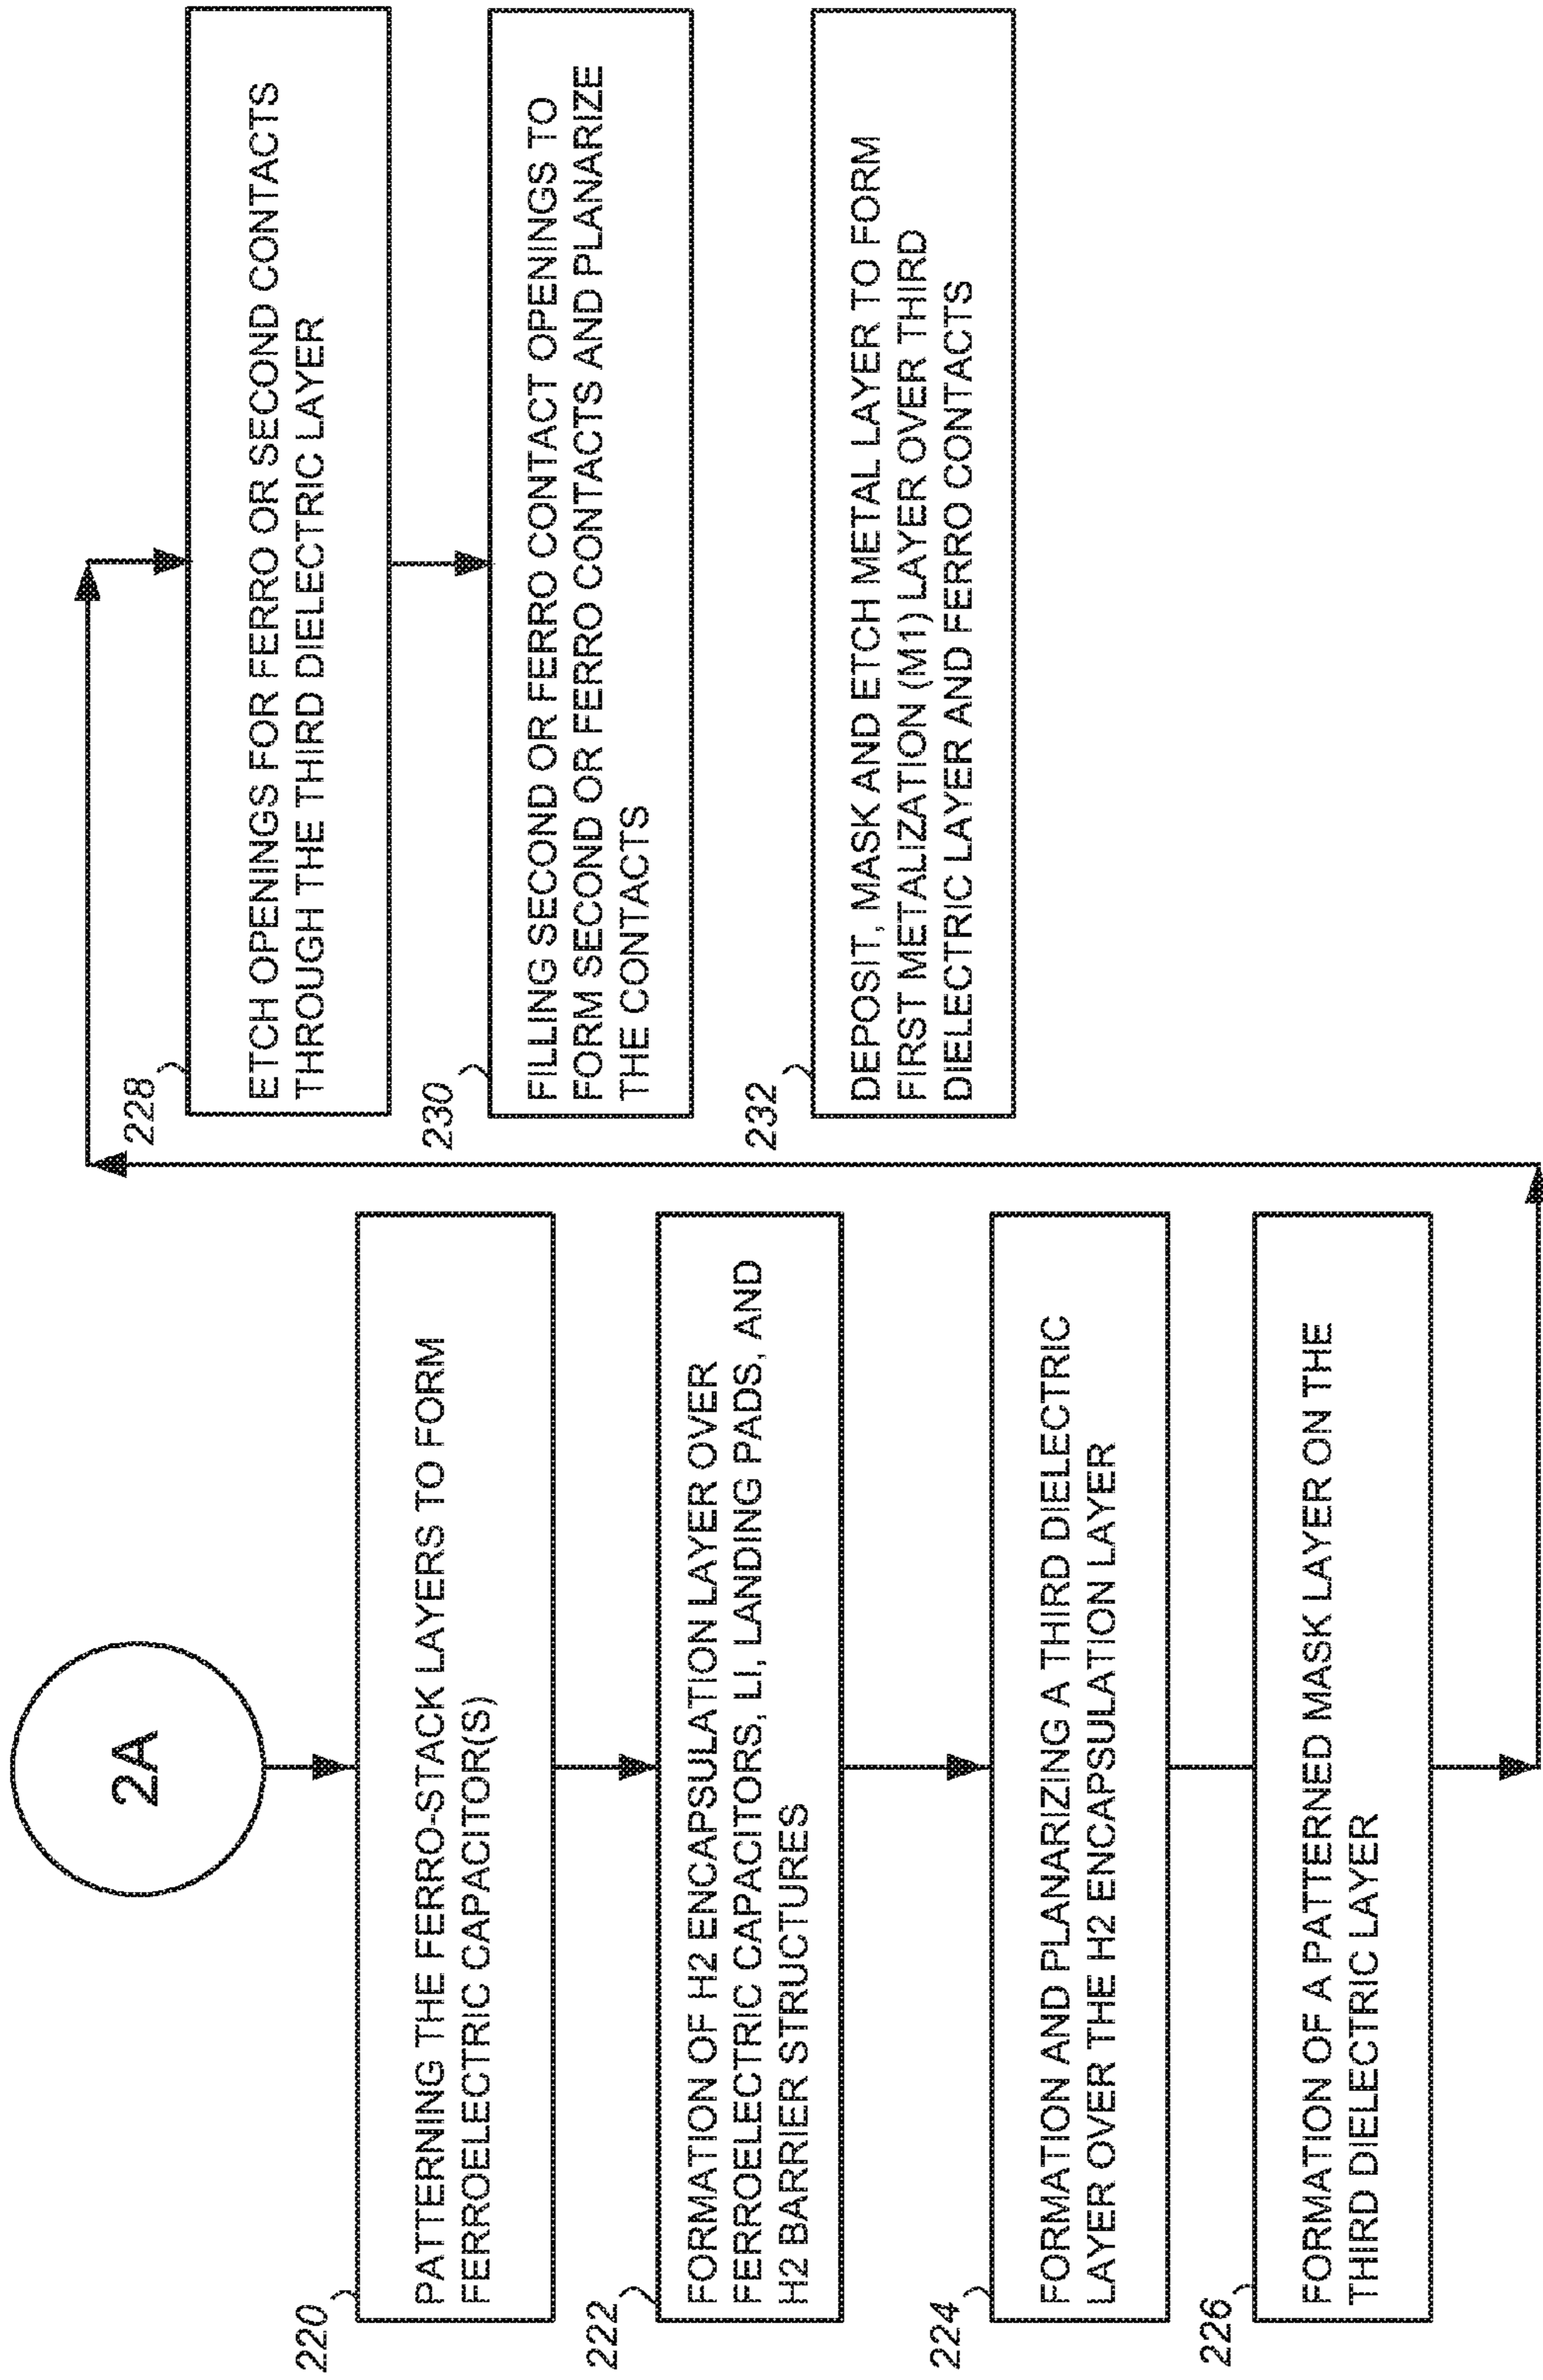 2A
220
PATTERNING THE FERRO-STACK LAYERS TO FORM
FERROELECTRIC CAPACITOR(S)
222
FORMATION OF H2 ENCAPSULATION LAYER OVER
FERROELECTRIC CAPACITORS, LI, LANDING PADS, AND
H2 BARRIER STRUCTURES
224
FORMATION AND PLANARIZING A THIRD DIELECTRIC
LAYER OVER THE H2 ENCAPSULATION LAYER
226
FORMATION OF A PATTERNED MASK LAYER ON THE
THIRD DIELECTRIC LAYER
228
ETCH OPENINGS FOR FERRO OR SECOND CONTACTS
THROUGH THE THIRD DIELECTRIC LAYER
230
FILLING SECOND OR FERRO CONTACT OPENINGS TO
FORM SECOND OR FERRO CONTACTS AND PLANARIZE
THE CONTACTS
232
DEPOSIT, MASK AND ETCH METAL LAYER TO FORM
FIRST METALIZATION (M1) LAYER OVER THIRD
DIELECTRIC LAYER AND FERRO CONTACTS